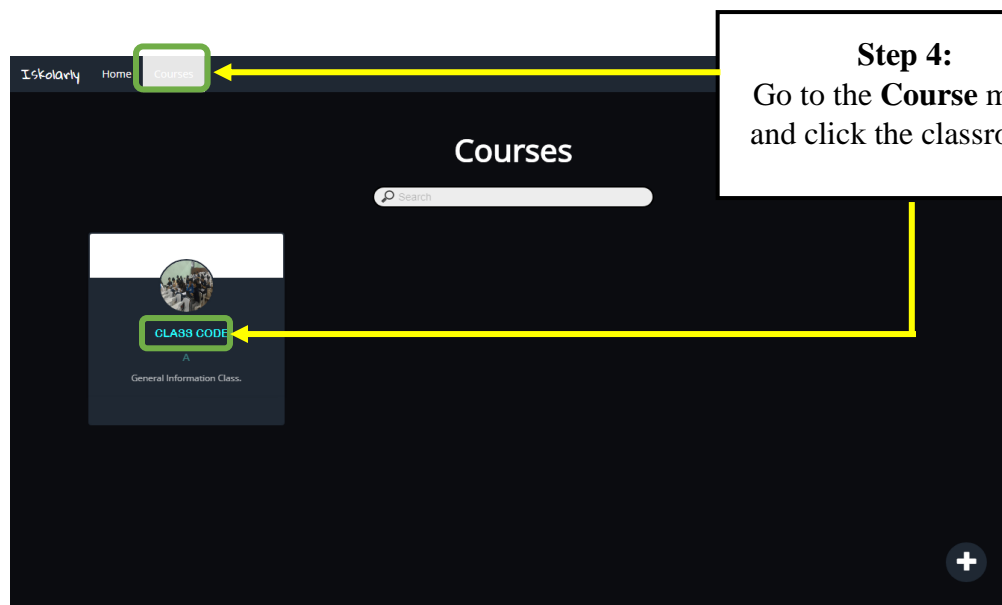 Step 4:
Go to the Course
and click the
Iskolarly Home Courses
Courses
Search
CLASS CODE
A
General Information Class.